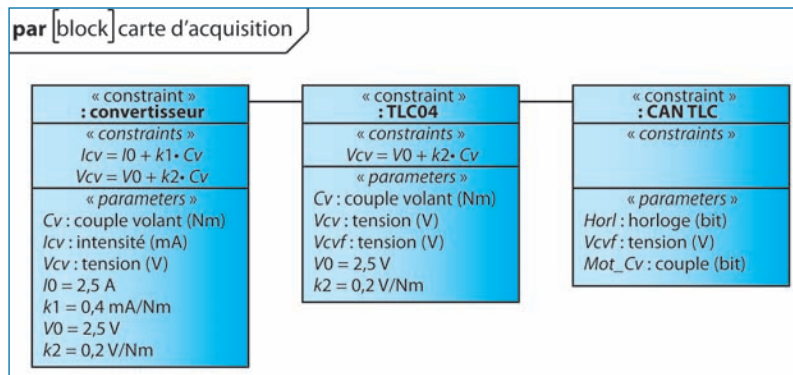 par [block] carte d'acquisition
« constraint »
: convertisseur
« constraints »
Icv = I0 + k1• Cv
Vcv = V0 + k2• Cv
« parameters »
Cv : couple volant (Nm)
Icv : intensité (mA)
Vcv : tension (V)
I0 = 2,5 A
k1 = 0,4 mA/Nm
V0 = 2,5 V
k2 = 0,2 V/Nm
« constraint »
: TLC04
« constraints »
Vcv = V0 + k2• Cv
« parameters »
Cv : couple volant (Nm)
Vcv : tension (V)
Vcvf : tension (V)
V0 = 2,5 V
k2 = 0,2 V/Nm
« constraint »
: CAN TLC
« constraints »
« parameters »
Horl : horloge (bit)
Vcvf : tension (V)
Mot_Cv : couple (bit)